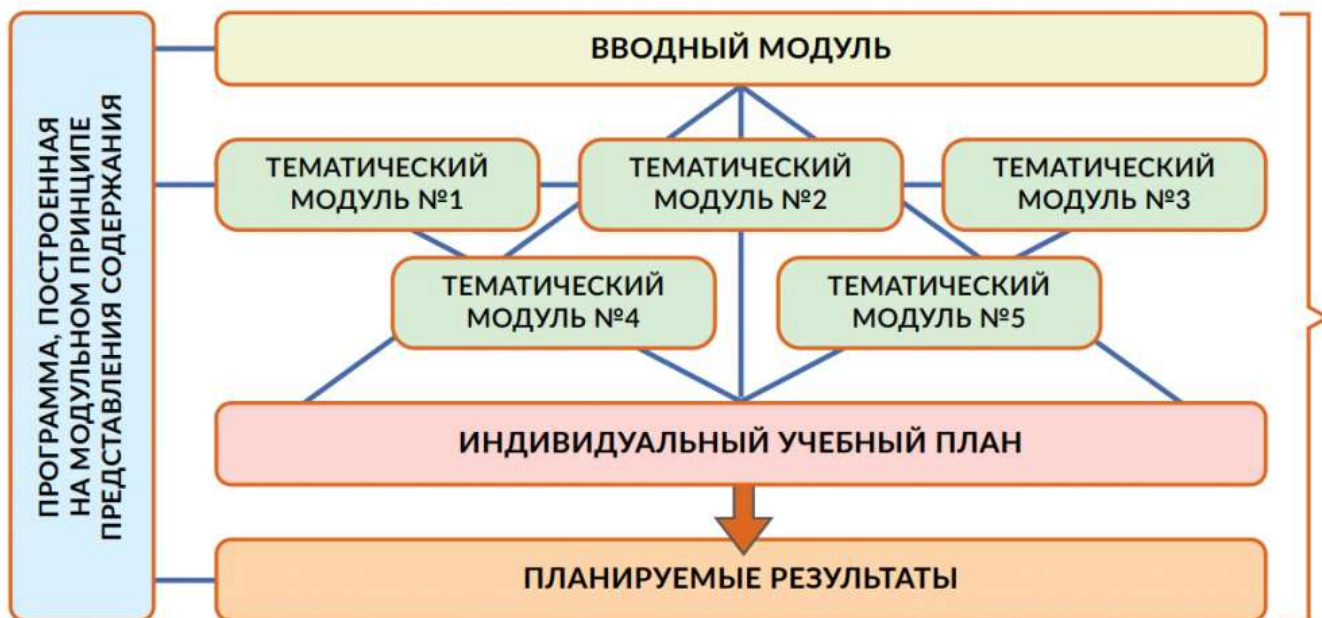 ПРОГРАММА, ПОСТРОЕННАЯ
НА МОДУЛЬНОМ ПРИНЦИПЕ
ПРЕДСТАВЛЕНИЯ СОДЕРЖАНИЯ
ВВОДНЫЙ МОДУЛЬ
ТЕМАТИЧЕСКИЙ
МОДУЛЬ №1
ТЕМАТИЧЕСКИЙ
МОДУЛЬ №2
ТЕМАТИЧЕСКИЙ
МОДУЛЬ №3
ТЕМАТИЧЕСКИЙ
МОДУЛЬ №4
ТЕМАТИЧЕСКИЙ
МОДУЛЬ №5
ИНДИВИДУАЛЬНЫЙ УЧЕБНЫЙ ПЛАН
ПЛАНИРУЕМЫЕ РЕЗУЛЬТАТЫ